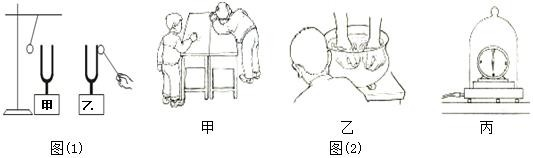 甲 乙
甲 乙 丙
图(1) 图(2)